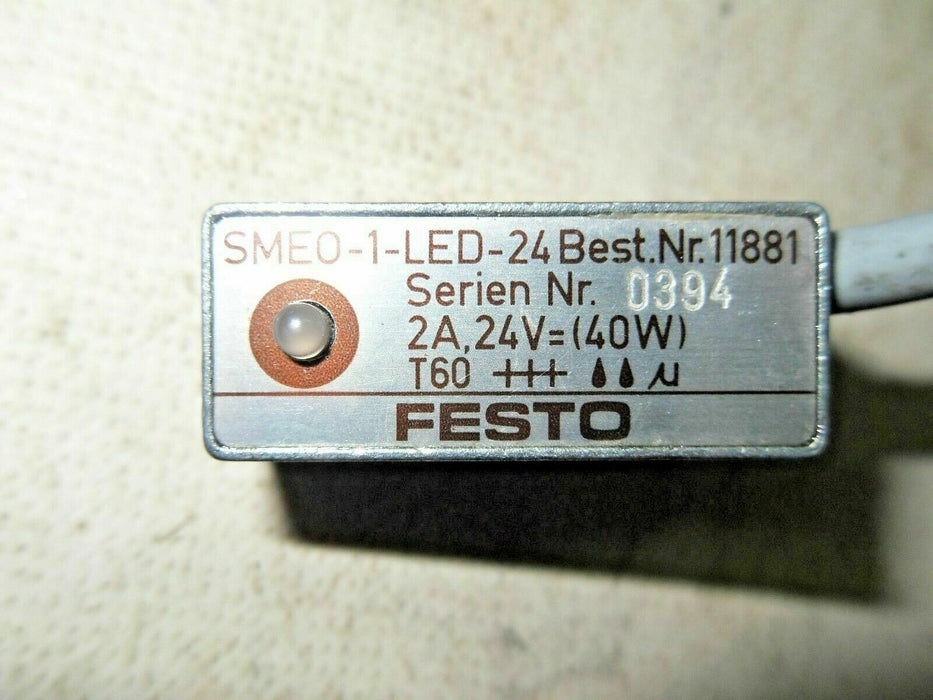 SMEO-1-LED-24 Best.Nr.11881
Serien Nr. 0394
2A,24V=(40W)
T60 µ
FESTO